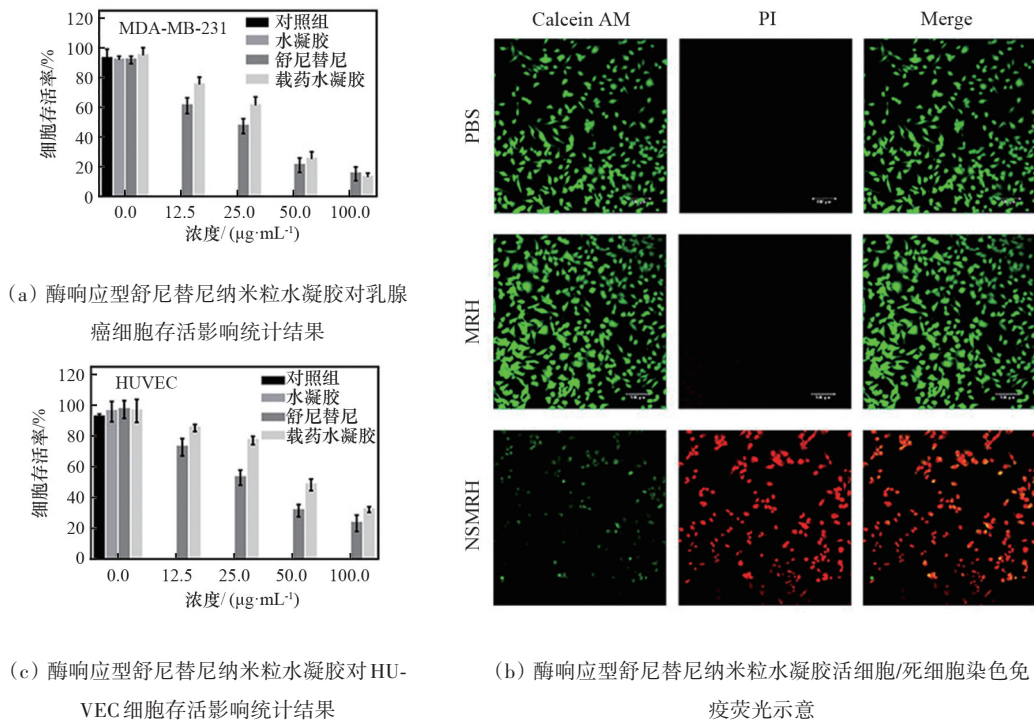 120
100
80
60
40
20
0
细胞存活率/%
MDA-MB-231
对照组
水凝胶
舒尼替尼
载药水凝胶
0.0 12.5 25.0 50.0 100.0
浓度/ (μg·mL⁻¹)
(a) 酶响应型舒尼替尼纳米粒水凝胶对乳腺
癌细胞存活影响统计结果
120
100
80
60
40
20
0
细胞存活率/%
HUVEC
对照组
水凝胶
舒尼替尼
载药水凝胶
0.0 12.5 25.0 50.0 100.0
浓度/ (μg·mL⁻¹)
(c) 酶响应型舒尼替尼纳米粒水凝胶对HU-
VEC细胞存活影响统计结果
Calcein AM PI Merge
PBS
MRH
NSMRH
(b) 酶响应型舒尼替尼纳米粒水凝胶活细胞/死细胞染色免
疫荧光示意